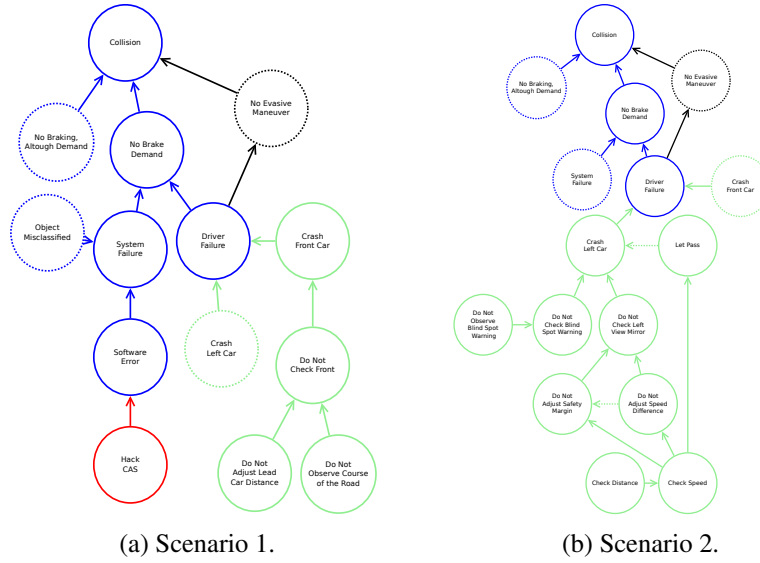 Collision
No Evasive
Maneuver
No Braking,
Altough Demand
No Brake
Demand
Object
Misclassified
System
Failure
Driver
Failure
Crash
Front Car
Software
Error
Crash
Left Car
Do Not
Check Front
Hack
CAS
Do Not
Adjust Lead
Car Distance
Do Not
Observe Course
of the Road
(a) Scenario 1.
Collision
No Braking,
Altough Demand
No Evasive
Maneuver
No Brake
Demand
System
Failure
Driver
Failure
Crash
Front Car
Crash
Left Car
Let Pass
Do Not
Observe
Blind Spot
Warning
Do Not
Check Blind
Spot Warning
Do Not
Check Left
View Mirror
Do Not
Adjust Safety
Margin
Do Not
Adjust Speed
Difference
Check Distance
Check Speed
(b) Scenario 2.